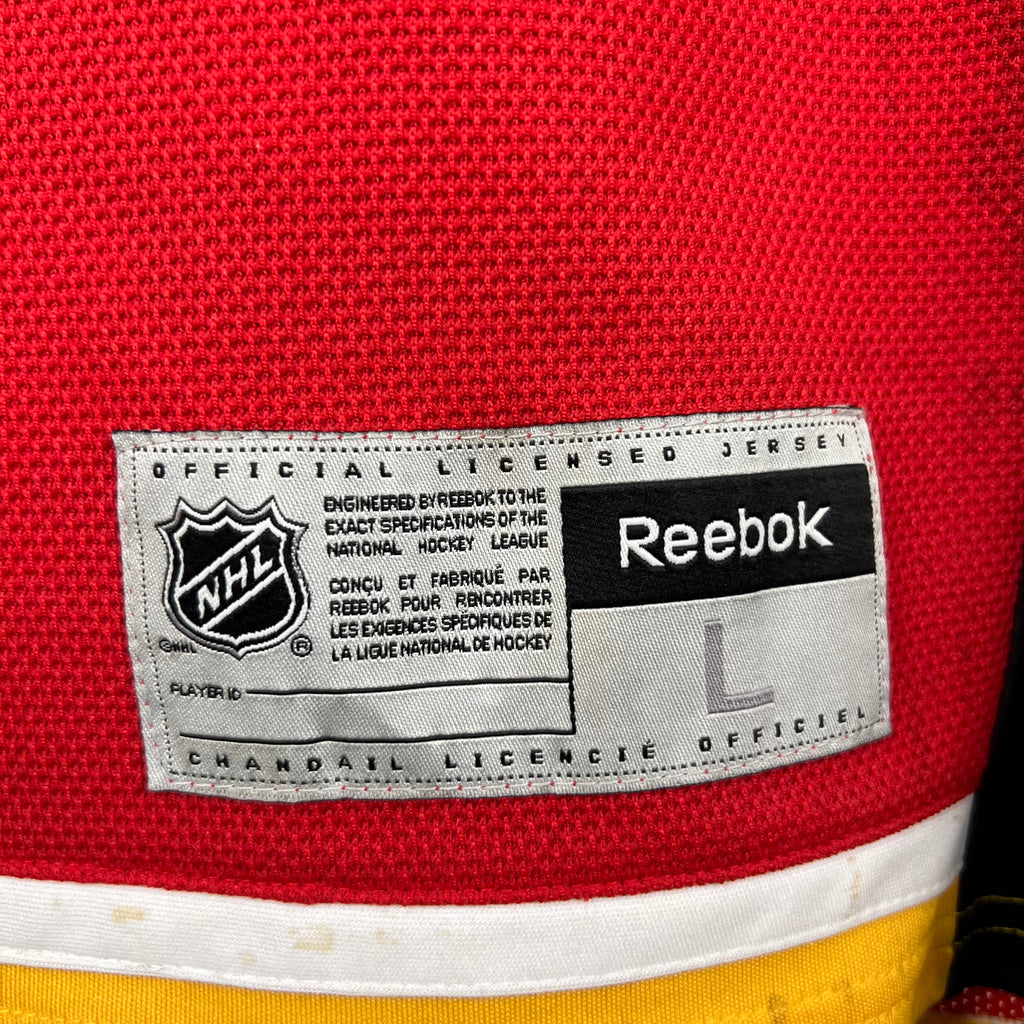 OFFICIAL LICENSED JERSEY
NHL
©NHL
®
ENGINEERED BY REEBOK TO THE
EXACT SPECIFICATIONS OF THE
NATIONAL HOCKEY LEAGUE
CONÇU ET FABRIQUÉ PAR
REEBOK POUR RENCONTRER
LES EXIGENCES SPÉCIFIQUES DE
LA LIGUE NATIONAL DE HOCKEY
Reebok
L
PLAYER ID
CHANDAIL LICENCIÉ OFFICIEL